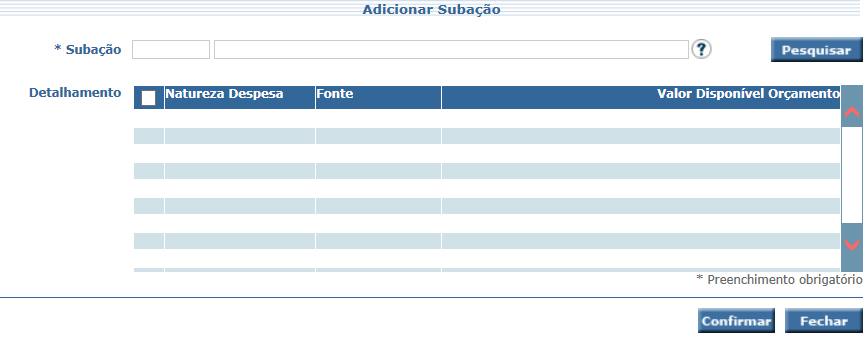 Adicionar Subação
* Subação ? Pesquisar
Detalhamento Natureza Despesa Fonte Valor Disponível Orçamento
* Preenchimento obrigatório
Confirmar Fechar